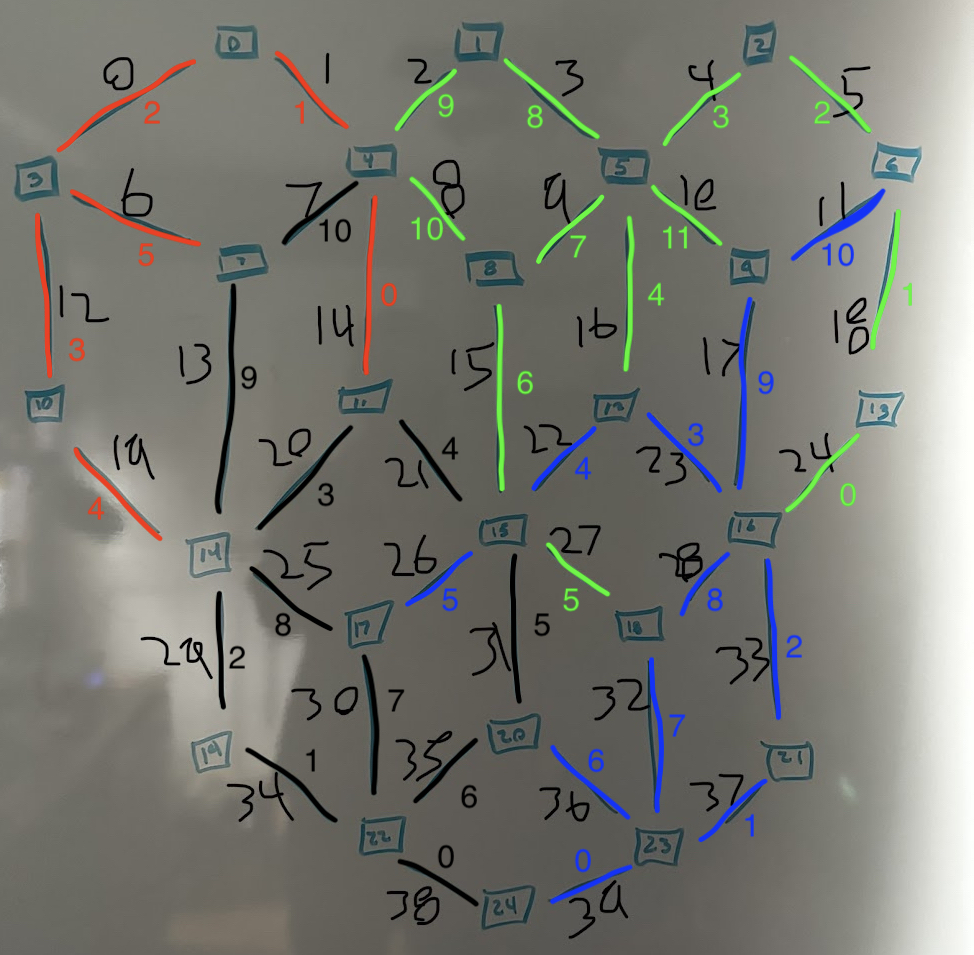 0 1 2
0 1 2 3 4 5
2 1 9 8 3 2
3 4 5 6
6 7 8 9 10 11
5 10 10 7 11 10
7 8 9
12 14 0 16 4 18 1
3 13 9 15 6 17 9
10 11 12 13
19 20 21 4 22 23 3 24
4 3 4 0
14 15 16
25 26 27 28
8 5 5 8
17 18
29 2 30 7 31 5 32 7 33 2
19 20 21
34 1 35 6 36 6 37 1
22 23
38 0 0 39
24